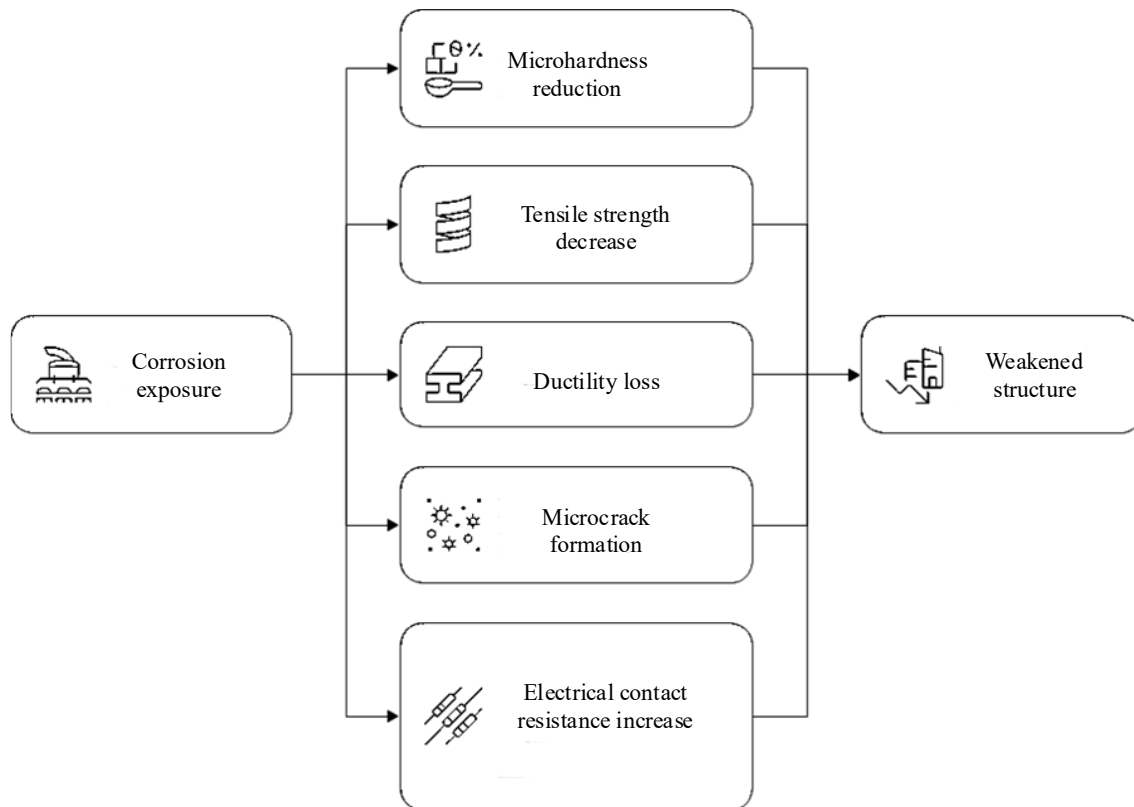 θ%
Microhardness
reduction
Tensile strength
decrease
Corrosion
exposure
Ductility loss
Weakened
structure
Microcrack
formation
Electrical contact
resistance increase